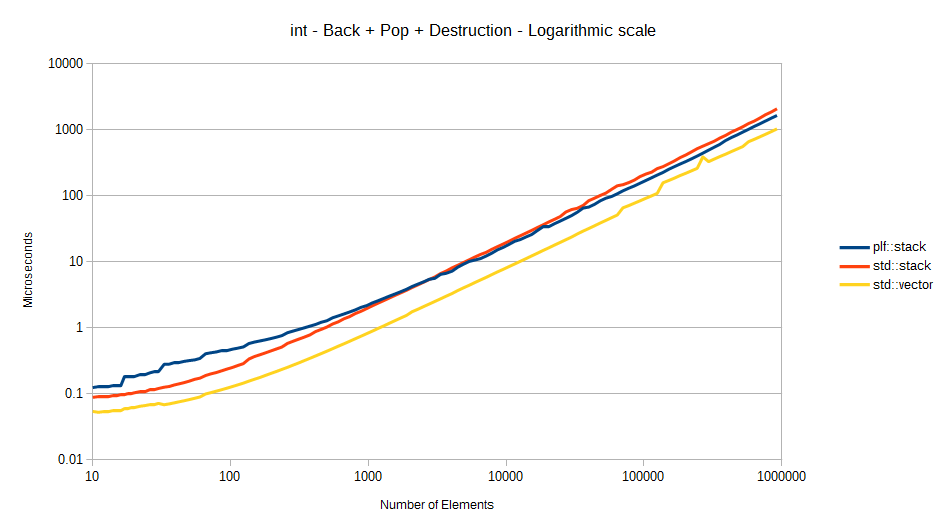 int - Back + Pop + Destruction - Logarithmic scale
10000
1000
100
10
1
0.1
0.01
Microseconds
10 100 1000 10000 100000 1000000
Number of Elements
plf::stack
std::stack
std::vector